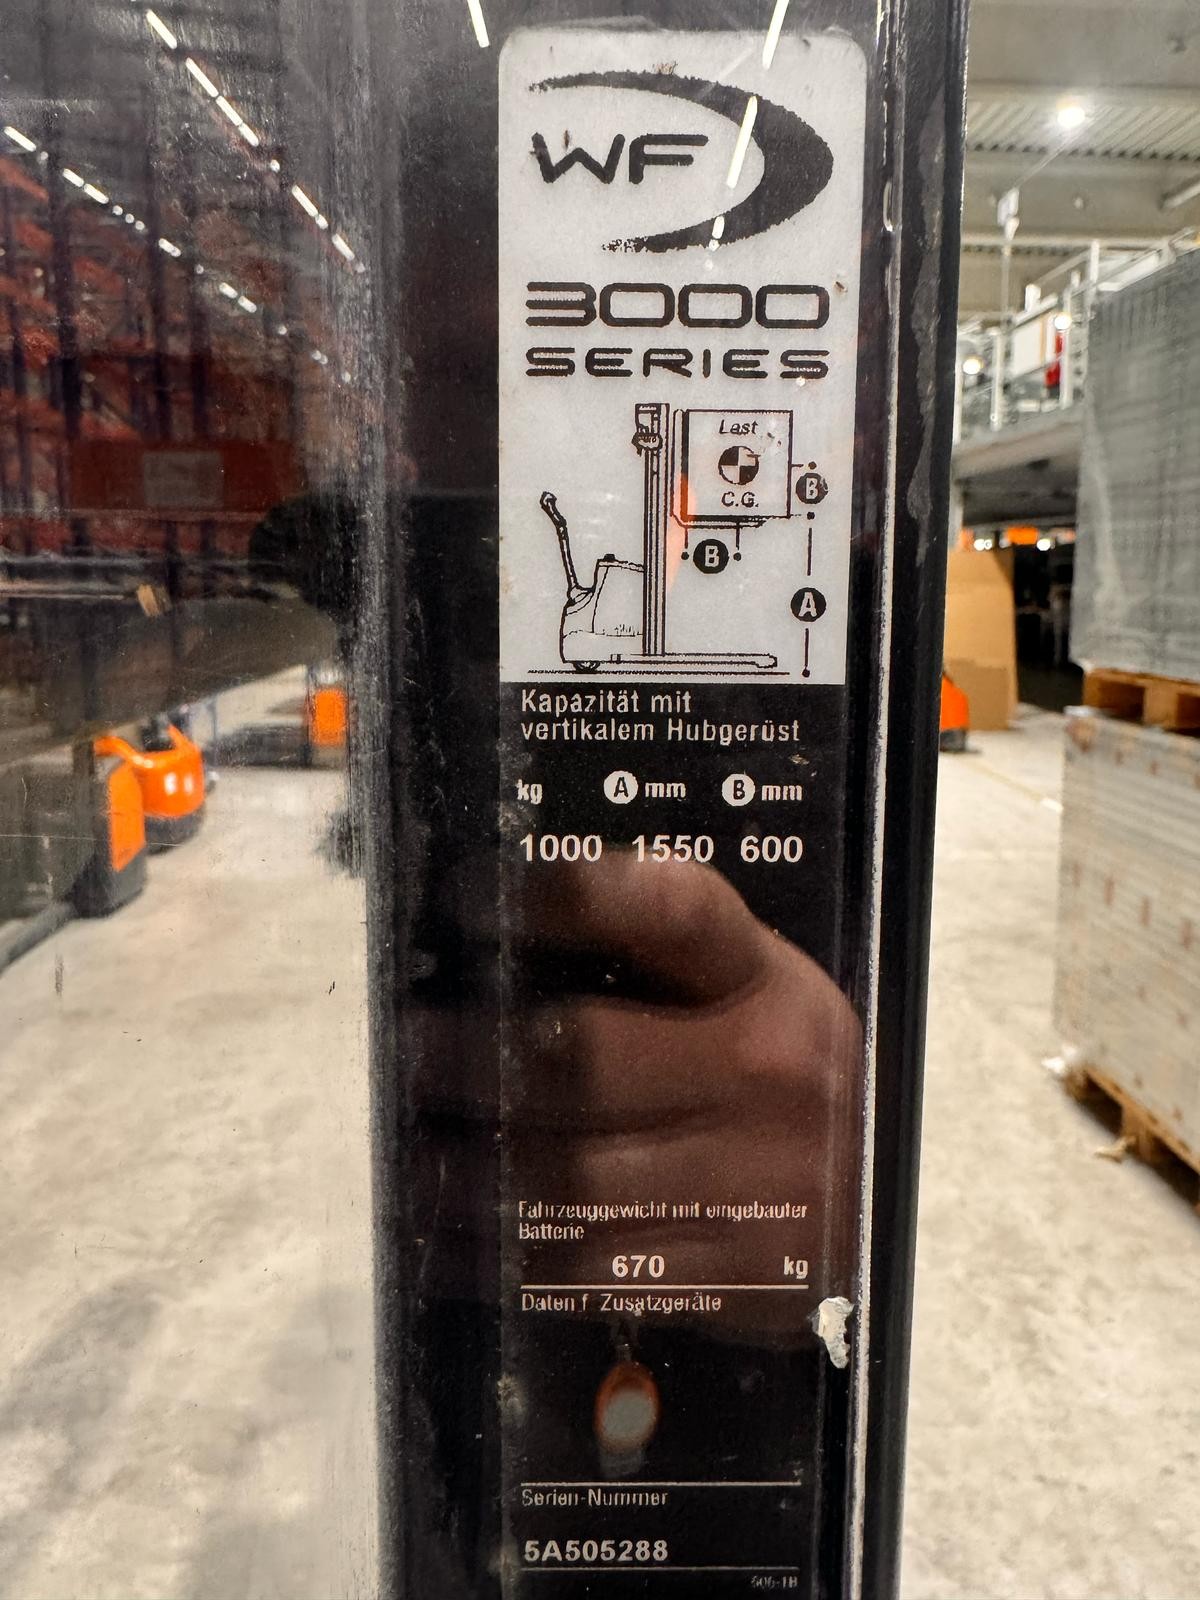 WF
3000
SERIES
Last
C.G.
B
B
A
Kapazität mit
vertikalem Hubgerüst
kg A mm B mm
1000 1550 600
Fahrzeuggewicht mit eingebauter
Batterie
670 kg
Daten f. Zusatzgeräte
Serien-Nummer
5A505288